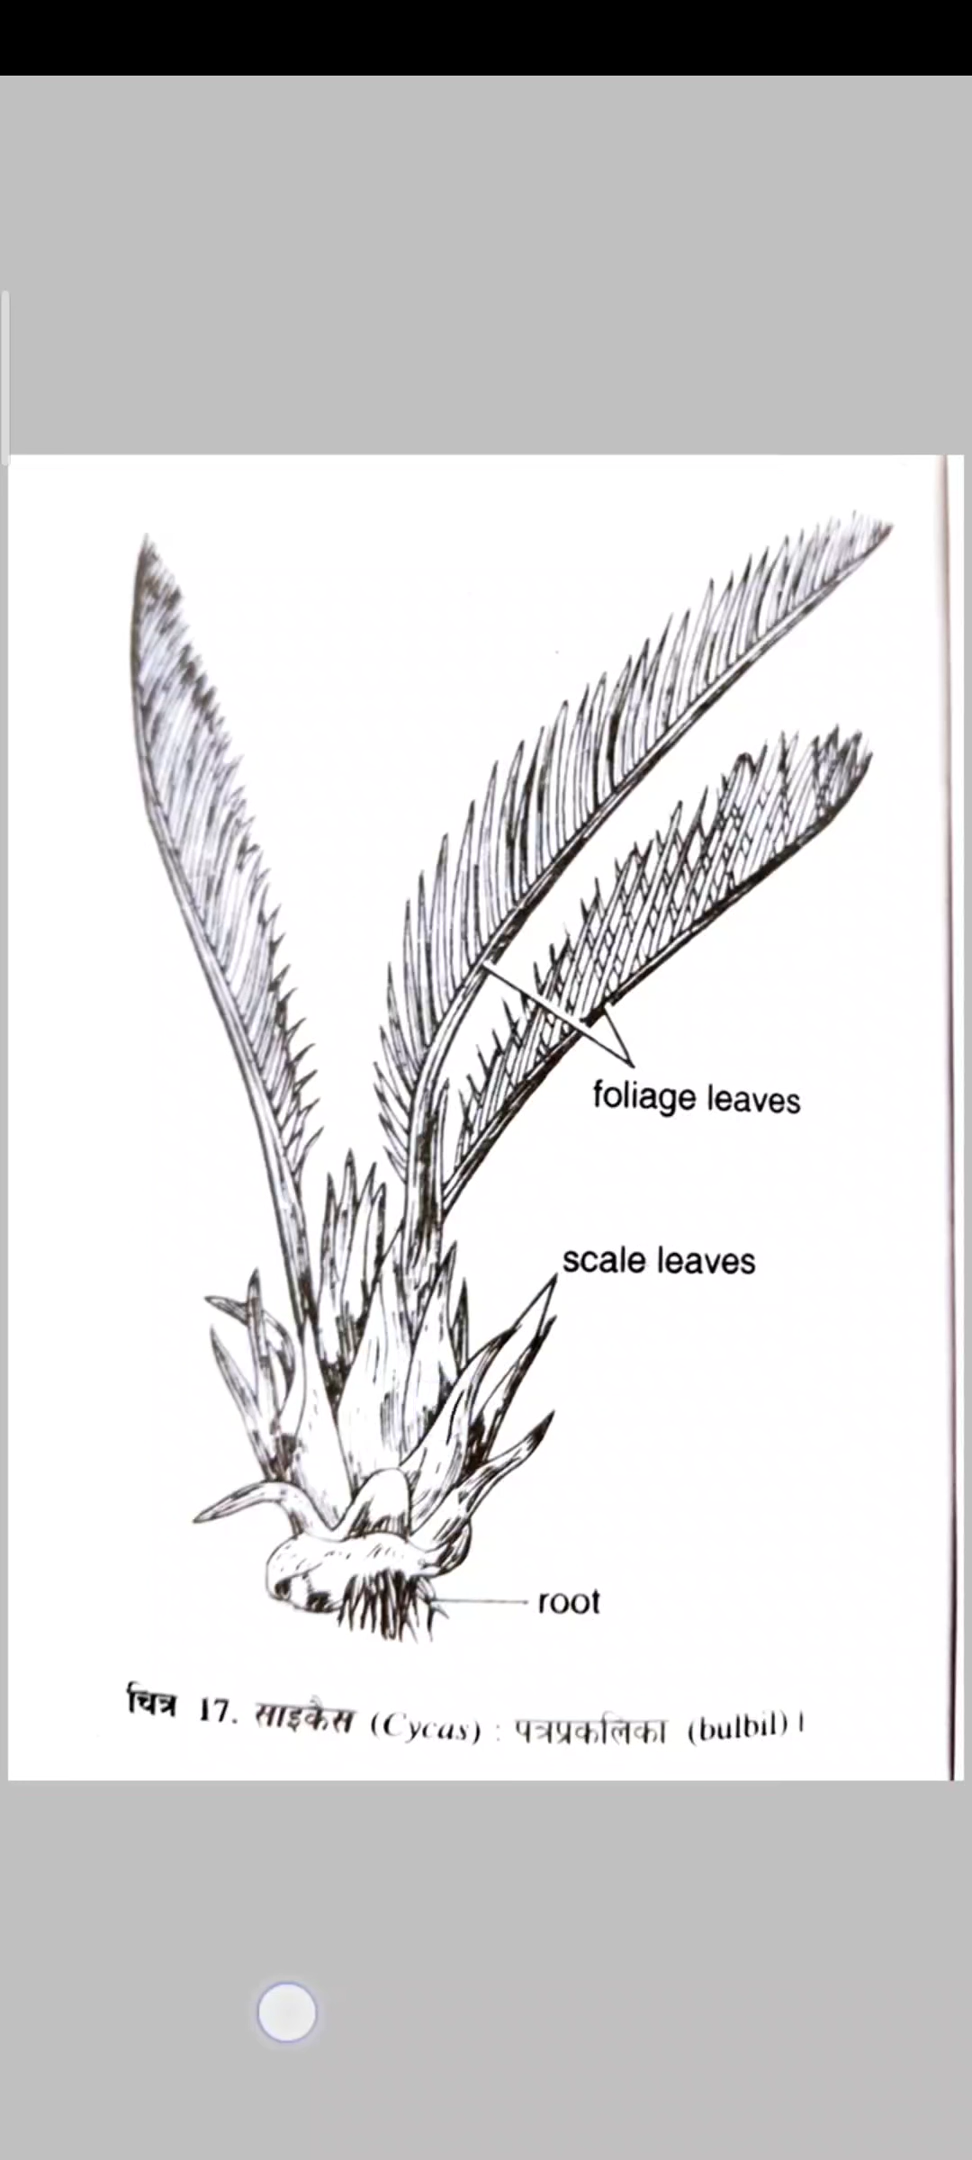 foliage leaves
scale leaves
root
चित्र 17. साइकैस (Cycas) : पत्रप्रकलिका (bulbil) ।